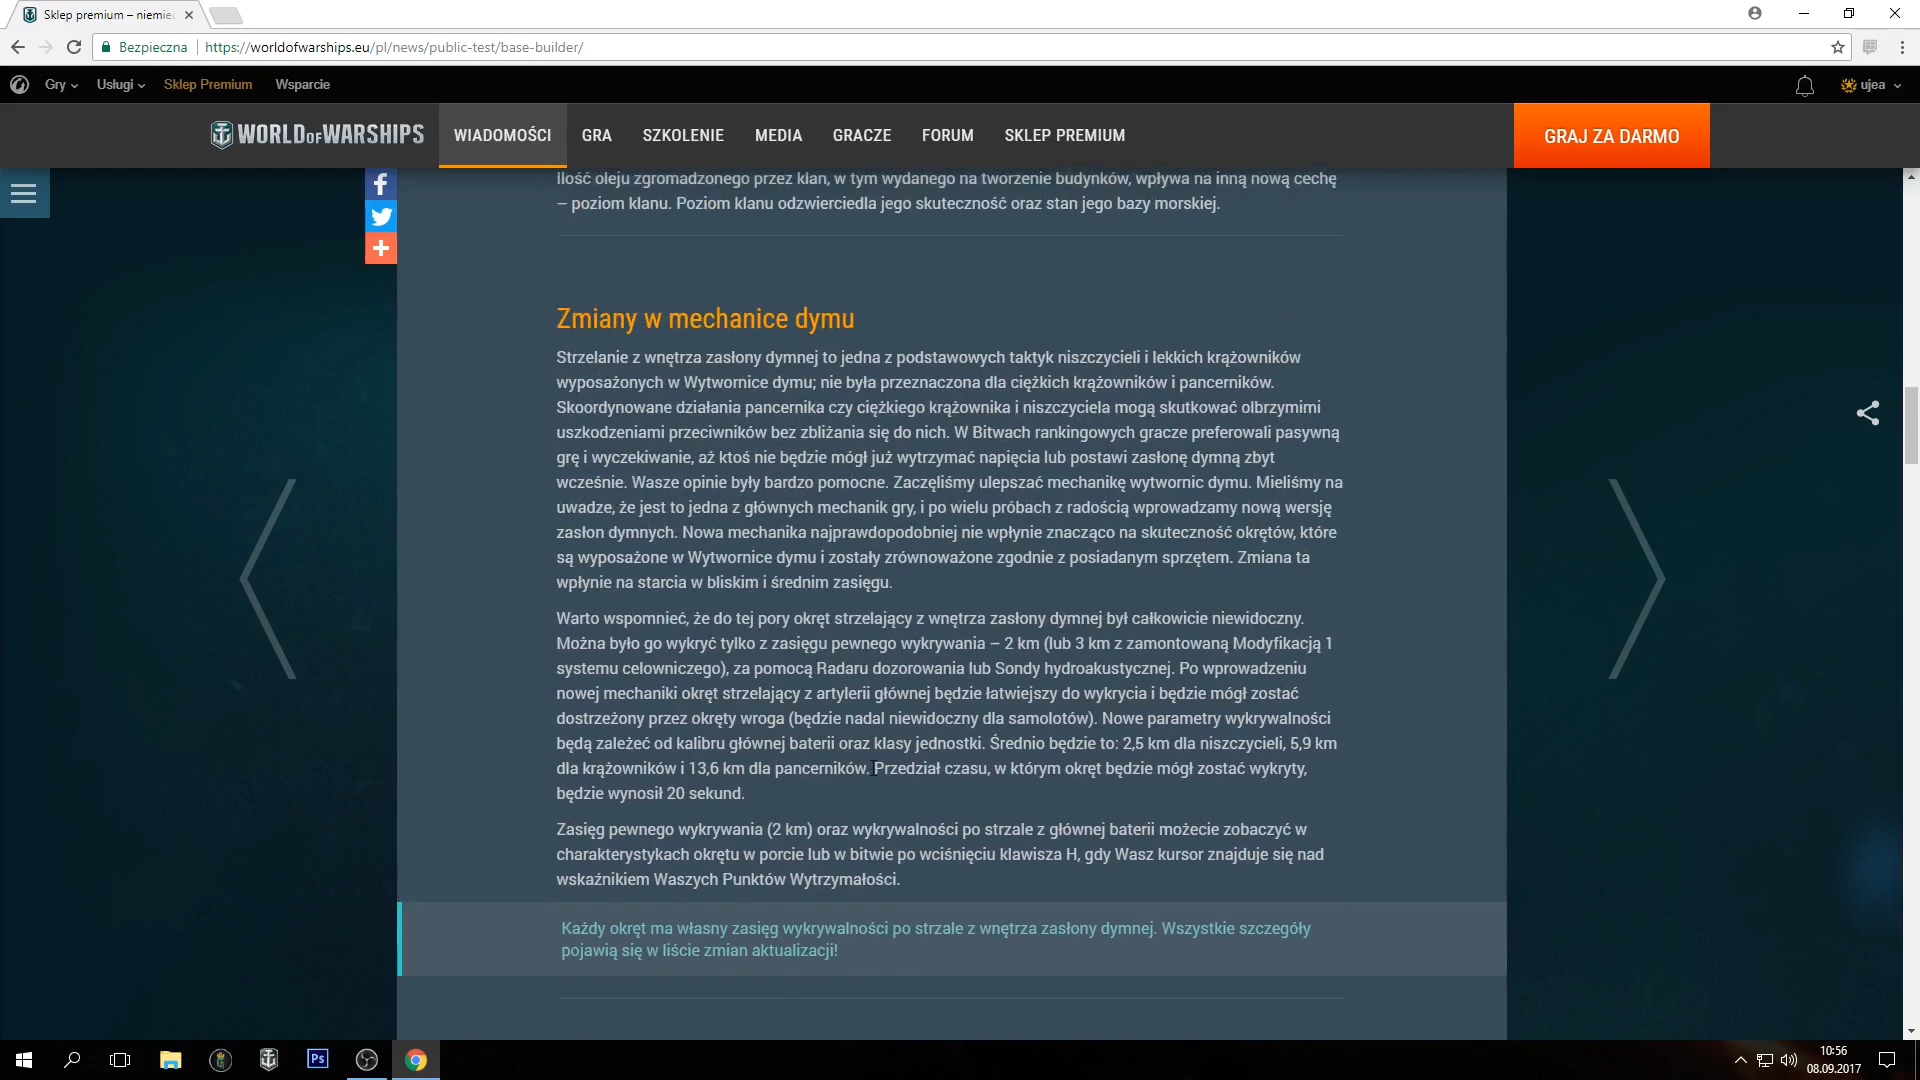 Sklep premium – niemie
Bezpieczna
https://worldofwarships.eu/pl/news/public-test/base-builder/
Gry
Usługi
Sklep Premium
Wsparcie
ujea
WORLD OF WARSHIPS
WIADOMOŚCI
GRA
SZKOLENIE
MEDIA
GRACZE
FORUM
SKLEP PREMIUM
GRAJ ZA DARMO
Ilość oleju zgromadzonego przez klan, w tym wydanego na tworzenie budynków, wpływa na inną nową cechę
– poziom klanu. Poziom klanu odzwierciedla jego skuteczność oraz stan jego bazy morskiej.
Zmiany w mechanice dymu
Strzelanie z wnętrza zasłony dymnej to jedna z podstawowych taktyk niszczycieli i lekkich krążowników
wyposażonych w Wytwornice dymu; nie była przeznaczona dla ciężkich krążowników i pancerników.
Skoordynowane działania pancernika czy ciężkiego krążownika i niszczyciela mogą skutkować olbrzymimi
uszkodzeniami przeciwników bez zbliżania się do nich. W Bitwach rankingowych gracze preferowali pasywną
grę i wyczekiwanie, aż ktoś nie będzie mógł już wytrzymać napięcia lub postawi zasłonę dymną zbyt
wcześnie. Wasze opinie były bardzo pomocne. Zaczęliśmy ulepszać mechanikę wytwornic dymu. Mieliśmy na
uwadze, że jest to jedna z głównych mechanik gry, i po wielu próbach z radością wprowadzamy nową wersję
zasłon dymnych. Nowa mechanika najprawdopodobniej nie wpłynie znacząco na skuteczność okrętów, które
są wyposażone w Wytwornice dymu i zostały zrównoważone zgodnie z posiadanym sprzętem. Zmiana ta
wpłynie na starcia w bliskim i średnim zasięgu.
Warto wspomnieć, że do tej pory okręt strzelający z wnętrza zasłony dymnej był całkowicie niewidoczny.
Można było go wykryć tylko z zasięgu pewnego wykrywania – 2 km (lub 3 km z zamontowaną Modyfikacją 1
systemu celowniczego), za pomocą Radaru dozorowania lub Sondy hydroakustycznej. Po wprowadzeniu
nowej mechaniki okręt strzelający z artylerii głównej będzie łatwiejszy do wykrycia i będzie mógł zostać
dostrzeżony przez okręty wroga (będzie nadal niewidoczny dla samolotów). Nowe parametry wykrywalności
będą zależeć od kalibru głównej baterii oraz klasy jednostki. Średnio będzie to: 2,5 km dla niszczycieli, 5,9 km
dla krążowników i 13,6 km dla pancerników. Przedział czasu, w którym okręt będzie mógł zostać wykryty,
będzie wynosił 20 sekund.
Zasięg pewnego wykrywania (2 km) oraz wykrywalności po strzale z głównej baterii możecie zobaczyć w
charakterystykach okrętu w porcie lub w bitwie po wciśnięciu klawisza H, gdy Wasz kursor znajduje się nad
wskaźnikiem Waszych Punktów Wytrzymałości.
Każdy okręt ma własny zasięg wykrywalności po strzale z wnętrza zasłony dymnej. Wszystkie szczegóły
pojawią się w liście zmian aktualizacji!
Ps
10:56
08.09.2017